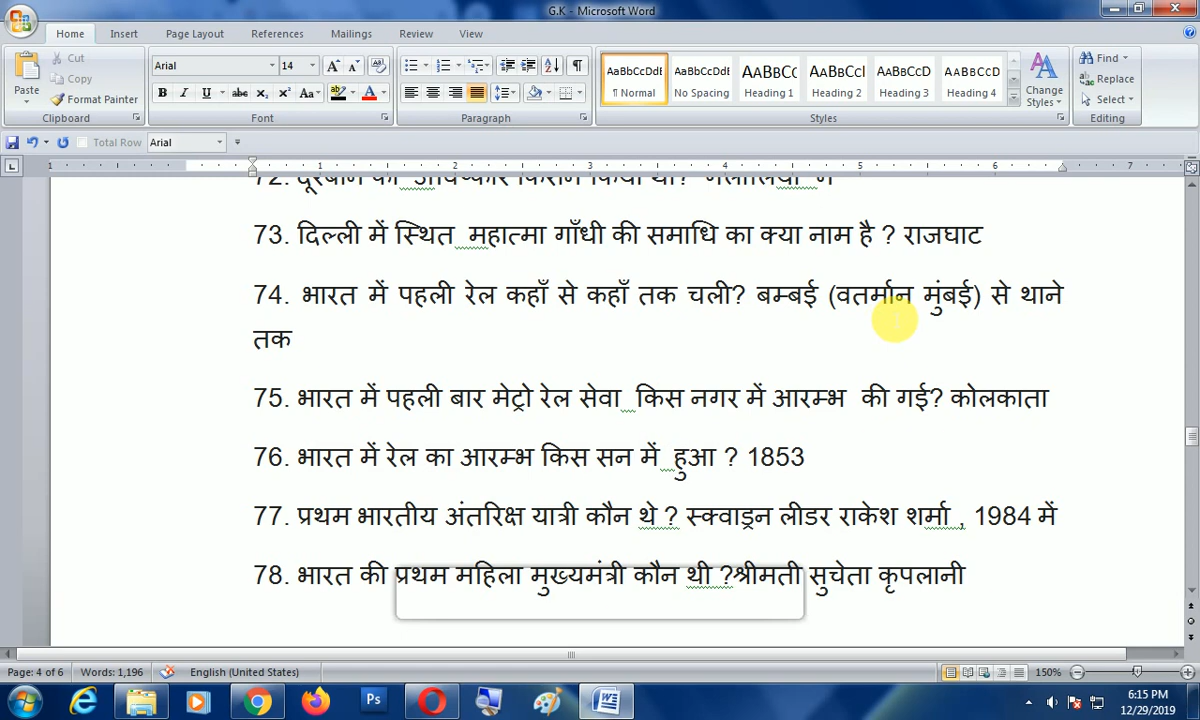 G.K - Microsoft Word
Home Insert Page Layout References Mailings Review View
Paste
Cut
Copy
Format Painter
Clipboard
Arial 14
Font
Paragraph
AaBbCcDdE AaBbCcDdE AaBbCc AaBbCcI AaBbCcD AaBbCcD
¶ Normal No Spacing Heading 1 Heading 2 Heading 3 Heading 4
Change Styles
Styles
Find
Replace
Select
Editing
Total Row Arial
73. दिल्ली में स्थित महात्मा गाँधी की समाधि का क्या नाम है ? राजघाट
74. भारत में पहली रेल कहाँ से कहाँ तक चली? बम्बई (वतर्मान मुंबई) से थाने
तक
75. भारत में पहली बार मेट्रो रेल सेवा किस नगर में आरम्भ की गई? कोलकाता
76. भारत में रेल का आरम्भ किस सन में हुआ ? 1853
77. प्रथम भारतीय अंतरिक्ष यात्री कौन थे ? स्क्वाड्रन लीडर राकेश शर्मा , 1984 में
78. भारत की प्रथम महिला मुख्यमंत्री कौन थी ?श्रीमती सुचेता कृपलानी
Page: 4 of 6 Words: 1,196 English (United States) 150%
6:15 PM
12/29/2019